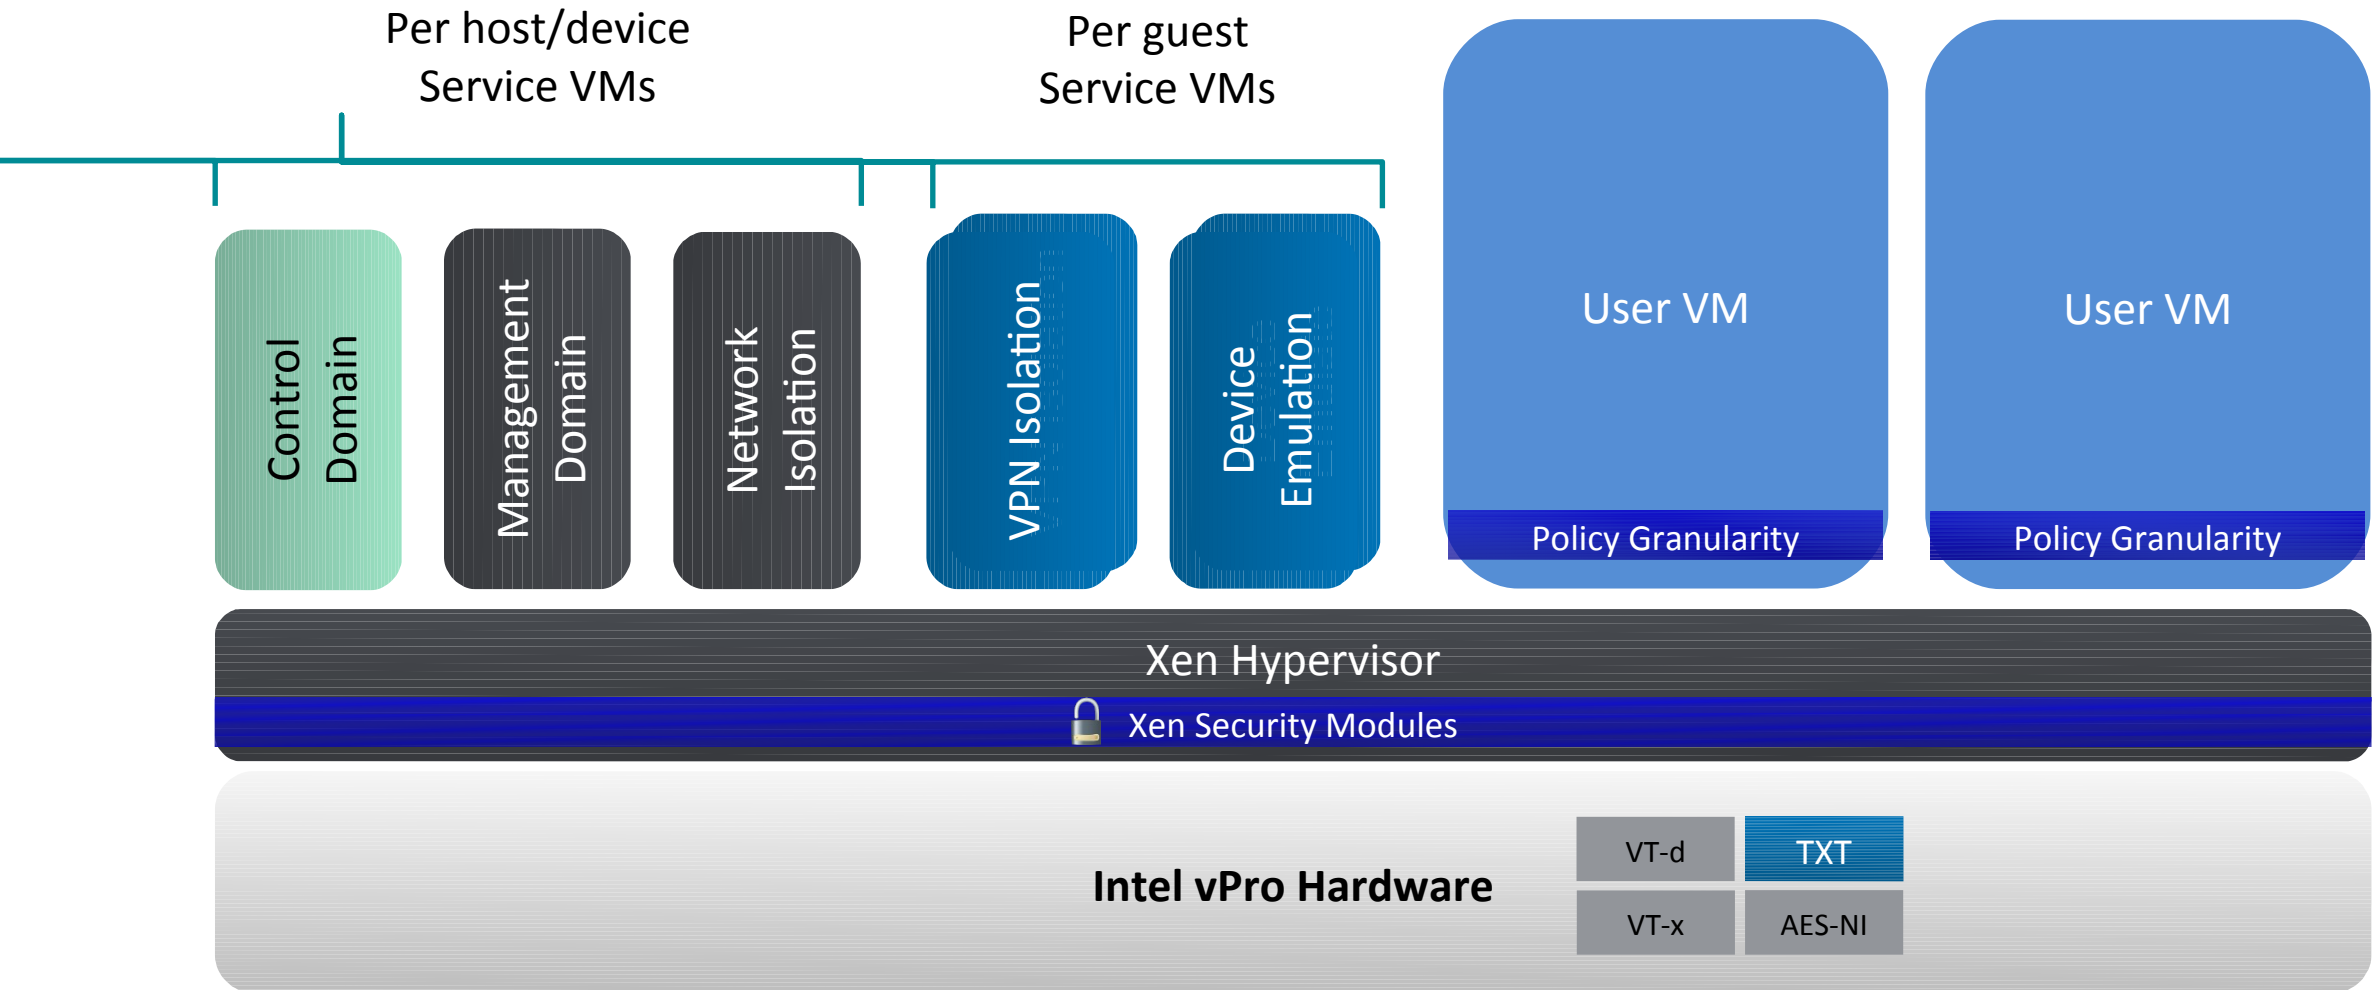 Per host/device
Service VMs
Per guest
Service VMs
Control
Domain
Management
Domain
Network
Isolation
VPN Isolation
Device
Emulation
User VM
User VM
Policy Granularity
Policy Granularity
Xen Hypervisor
Xen Security Modules
Intel vPro Hardware
VT-d
TXT
VT-x
AES-NI